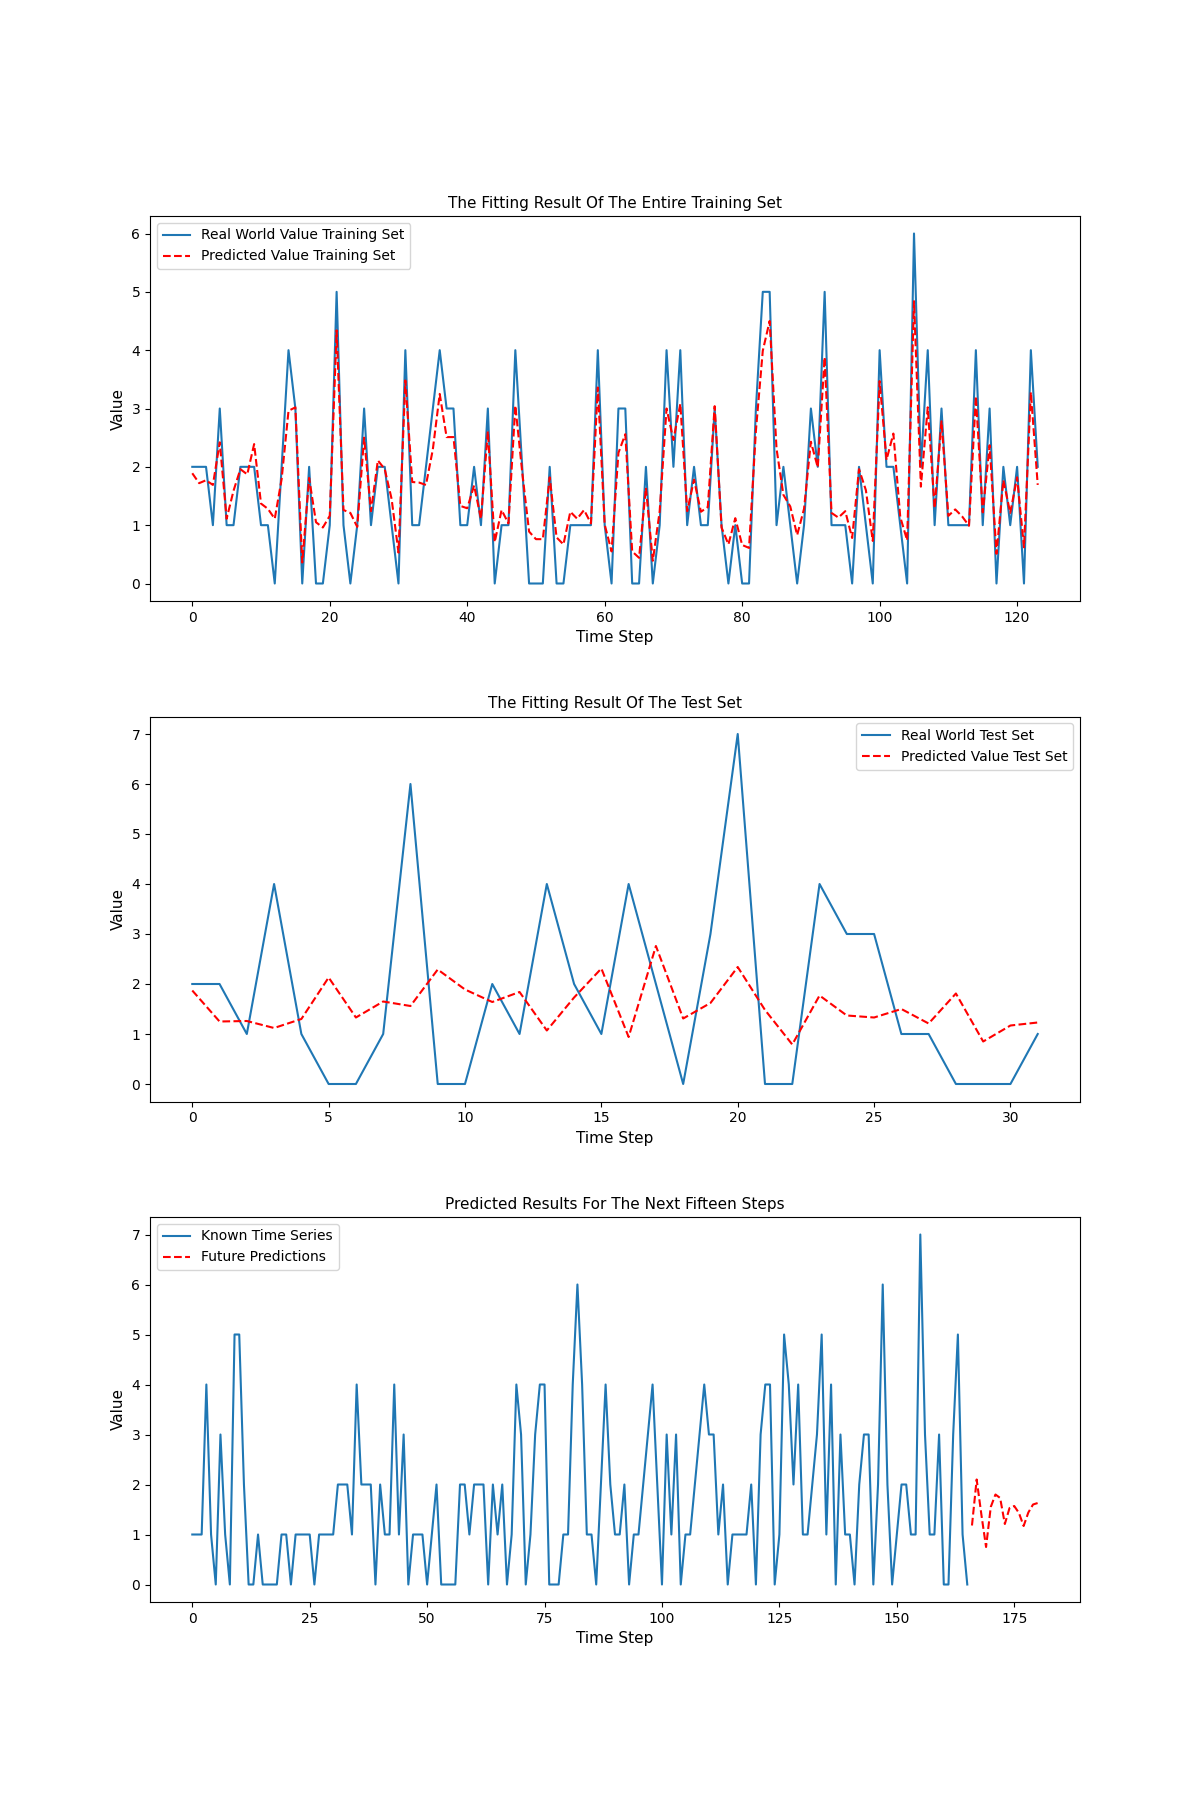 The Fitting Result Of The Entire Training Set
Real World Value Training Set
Predicted Value Training Set
Value
6
5
4
3
2
1
0
0 20 40 60 80 100 120
Time Step
The Fitting Result Of The Test Set
Real World Test Set
Predicted Value Test Set
Value
7
6
5
4
3
2
1
0
0 5 10 15 20 25 30
Time Step
Predicted Results For The Next Fifteen Steps
Known Time Series
Future Predictions
Value
7
6
5
4
3
2
1
0
0 25 50 75 100 125 150 175
Time Step